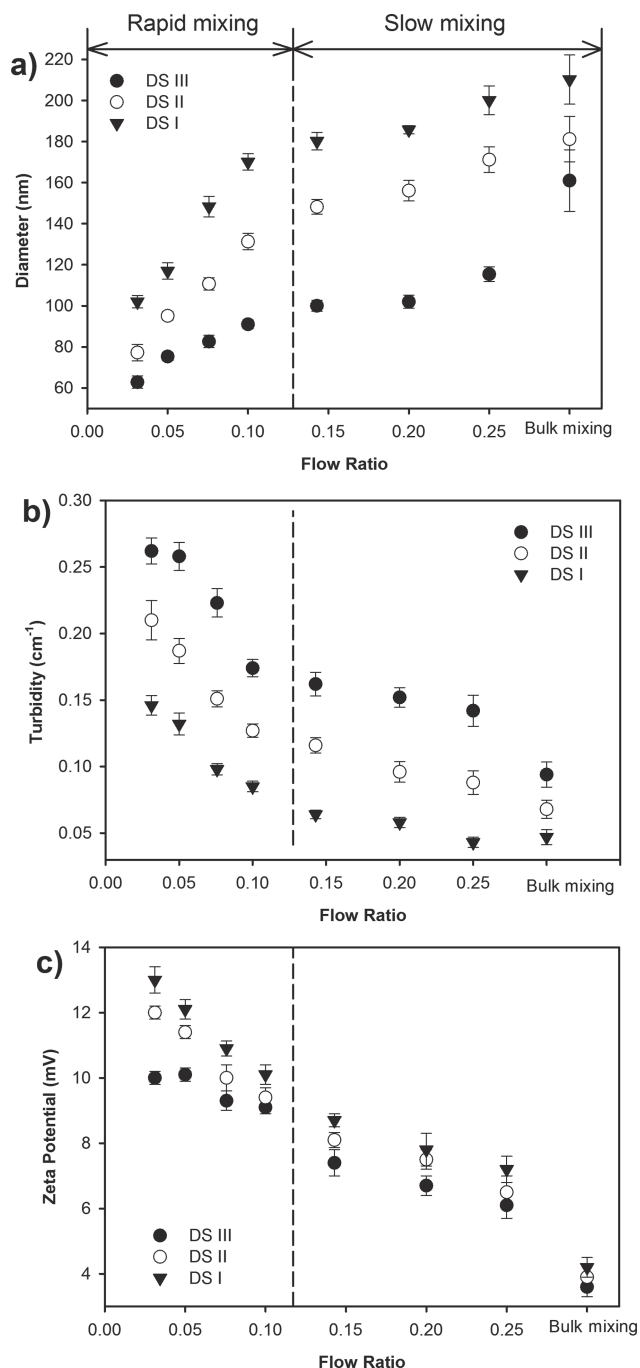 Rapid mixing Slow mixing
a)
220
200
180
160
140
120
100
80
60
Diameter (nm)
DS III
DS II
DS I
0.00 0.05 0.10 0.15 0.20 0.25 Bulk mixing
Flow Ratio
b)
0.30
0.25
0.20
0.15
0.10
0.05
Turbidity (cm⁻¹)
DS III
DS II
DS I
0.00 0.05 0.10 0.15 0.20 0.25 Bulk mixing
Flow Ratio
c)
14
12
10
8
6
4
Zeta Potential (mV)
DS III
DS II
DS I
0.00 0.05 0.10 0.15 0.20 0.25 Bulk mixing
Flow Ratio